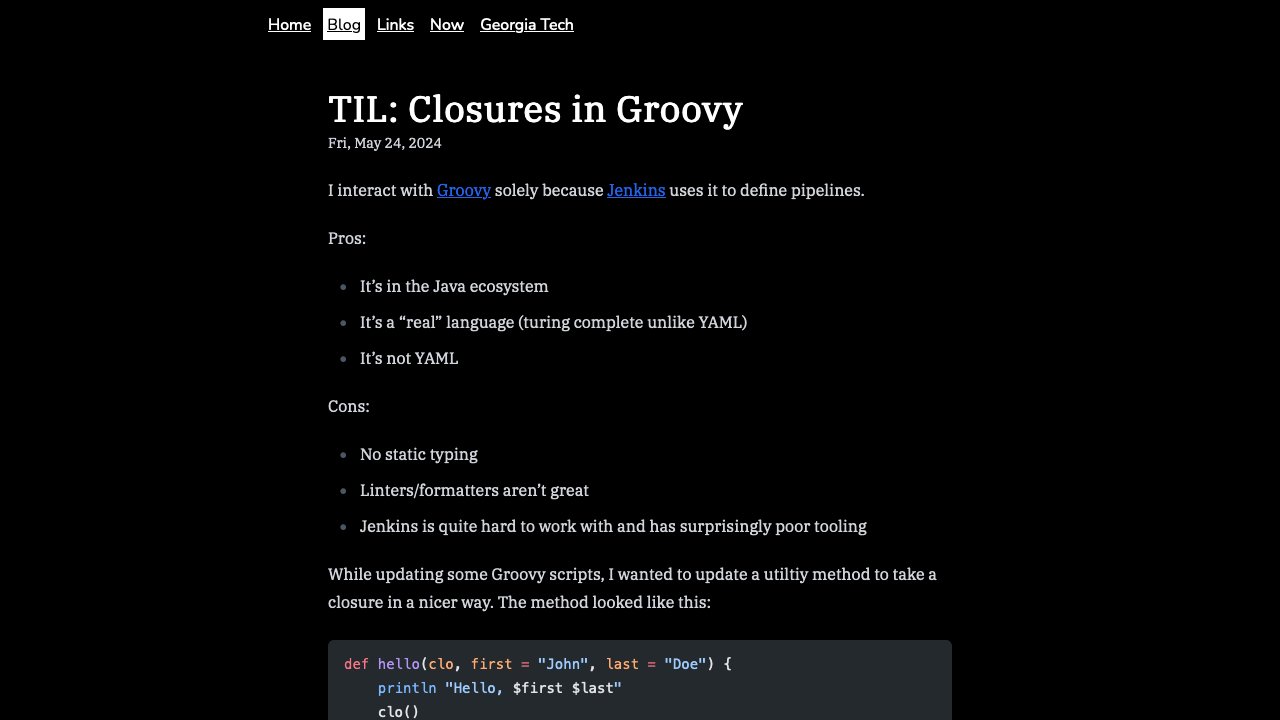 Home Blog Links Now Georgia Tech
TIL: Closures in Groovy
Fri, May 24, 2024
I interact with Groovy solely because Jenkins uses it to define pipelines.
Pros:
It’s in the Java ecosystem
It’s a “real” language (turing complete unlike YAML)
It’s not YAML
Cons:
No static typing
Linters/formatters aren’t great
Jenkins is quite hard to work with and has surprisingly poor tooling
While updating some Groovy scripts, I wanted to update a utiltiy method to take a
closure in a nicer way. The method looked like this:
def hello(clo, first = "John", last = "Doe") {
    println "Hello, $first $last"
    clo()